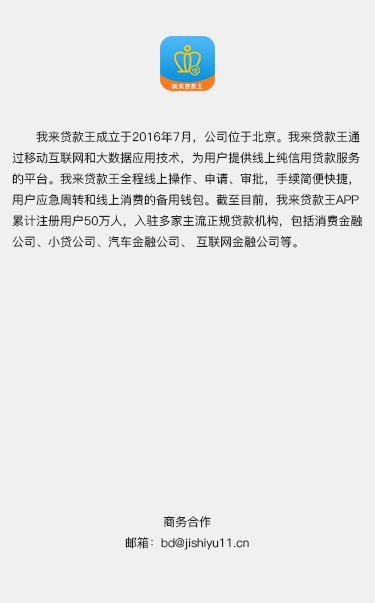 我来贷款王
我来贷款王成立于2016年7月，公司位于北京。我来贷款王通
过移动互联网和大数据应用技术，为用户提供线上纯信用贷款服务
的平台。我来贷款王全程线上操作、申请、审批，手续简便快捷，
用户应急周转和线上消费的备用钱包。截至目前，我来贷款王APP
累计注册用户50万人，入驻多家主流正规贷款机构，包括消费金融
公司、小贷公司、汽车金融公司、 互联网金融公司等。
商务合作
邮箱：bd@jishiyu11.cn